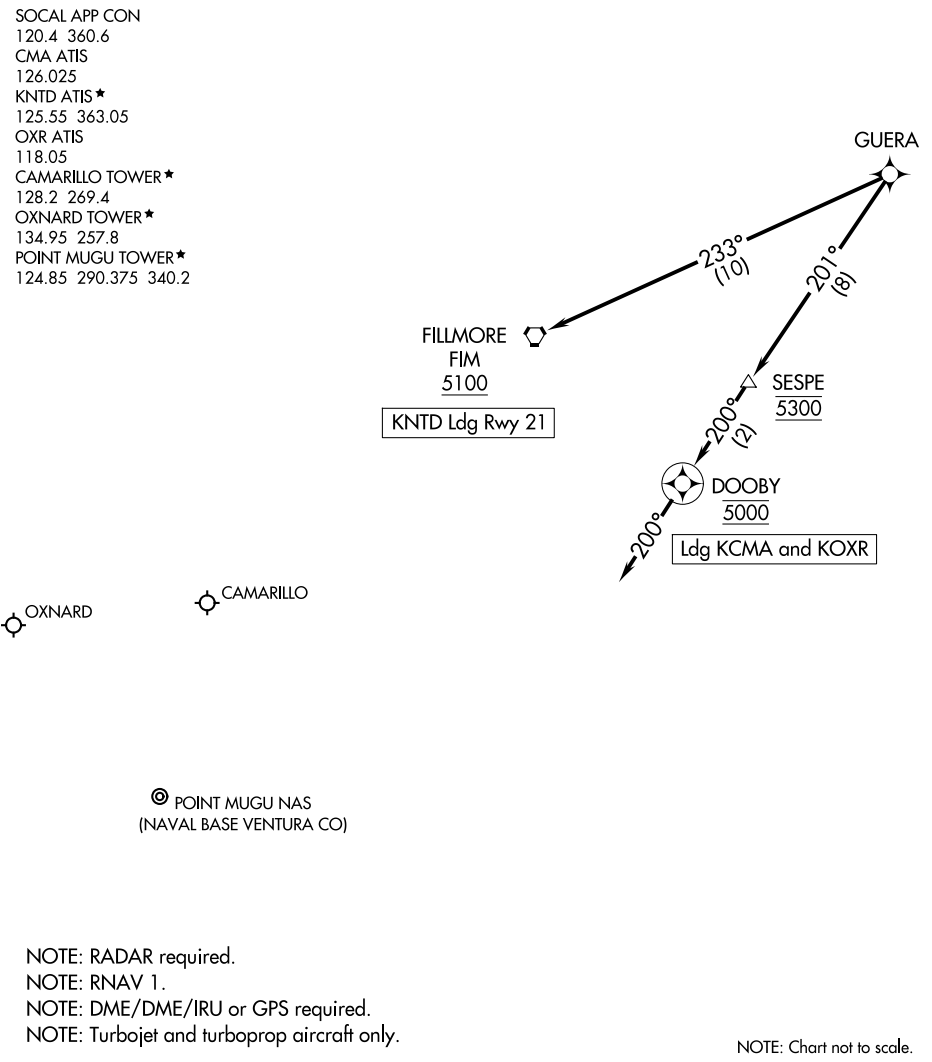 SOCAL APP CON
120.4 360.6
CMA ATIS
126.025
KNTD ATIS★
125.55 363.05
OXR ATIS
118.05
CAMARILLO TOWER★
128.2 269.4
OXNARD TOWER★
134.95 257.8
POINT MUGU TOWER★
124.85 290.375 340.2
GUERA
233°
(10)
201°
(8)
FILLMORE
FIM
5100
KNTD Ldg Rwy 21
SESPE
5300
200°
(2)
DOOBY
5000
200°
Ldg KCMA and KOXR
CAMARILLO
OXNARD
POINT MUGU NAS
(NAVAL BASE VENTURA CO)
NOTE: RADAR required.
NOTE: RNAV 1.
NOTE: DME/DME/IRU or GPS required.
NOTE: Turbojet and turboprop aircraft only.
NOTE: Chart not to scale.